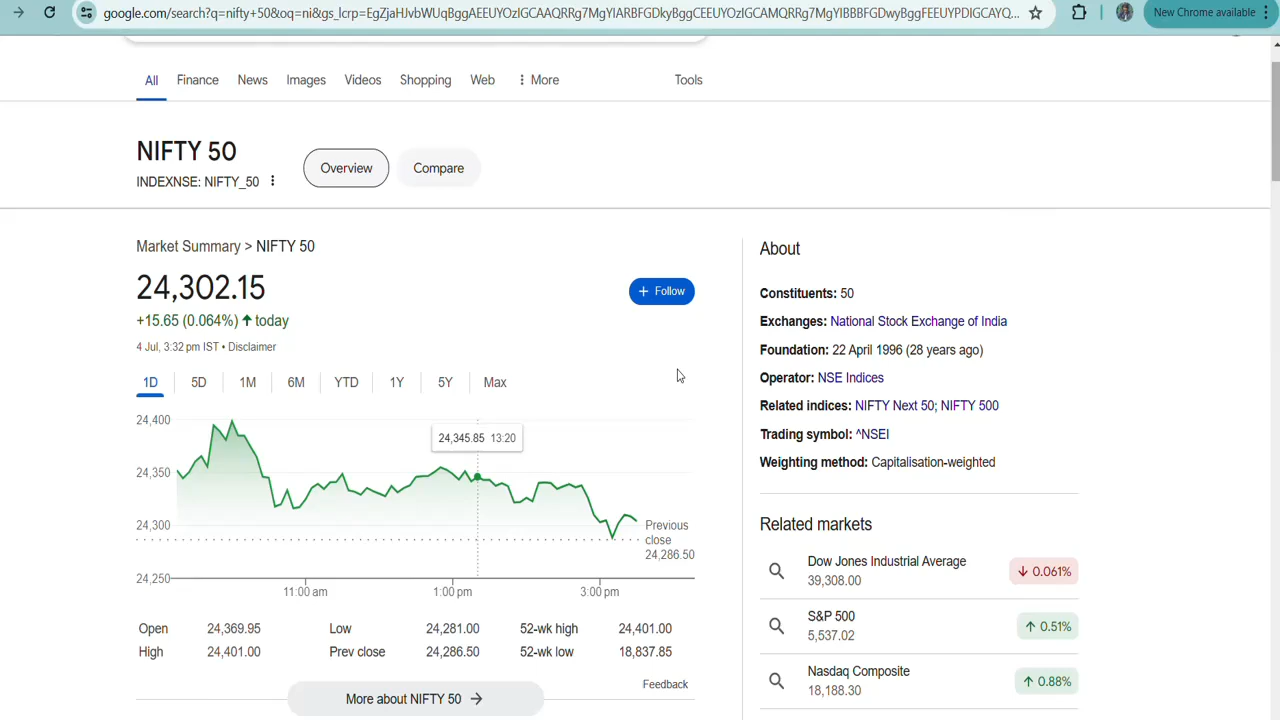 google.com/search?q=nifty+50&oq=ni&gs_lcrp=EgZjaHJvbWUqBggAEEUYOzIGCAAQRRg7MgYIARBFGDkyBggCEEUYOzIGCAMQRRg7MgYIBBBFGDwyBggFEEUYPDIGCAYQ...
New Chrome available
All Finance News Images Videos Shopping Web More Tools
NIFTY 50
INDEXNSE: NIFTY_50
Overview Compare
Market Summary > NIFTY 50
24,302.15
+ Follow
+15.65 (0.064%) ↑ today
4 Jul, 3:32 pm IST • Disclaimer
1D 5D 1M 6M YTD 1Y 5Y Max
24,400
24,345.85 13:20
24,350
24,300
Previous
close
24,286.50
24,250
11:00 am 1:00 pm 3:00 pm
Open 24,369.95 Low 24,281.00 52-wk high 24,401.00
High 24,401.00 Prev close 24,286.50 52-wk low 18,837.85
Feedback
More about NIFTY 50 →
About
Constituents: 50
Exchanges: National Stock Exchange of India
Foundation: 22 April 1996 (28 years ago)
Operator: NSE Indices
Related indices: NIFTY Next 50; NIFTY 500
Trading symbol: ^NSEI
Weighting method: Capitalisation-weighted
Related markets
Dow Jones Industrial Average
39,308.00
↓ 0.061%
S&P 500
5,537.02
↑ 0.51%
Nasdaq Composite
18,188.30
↑ 0.88%